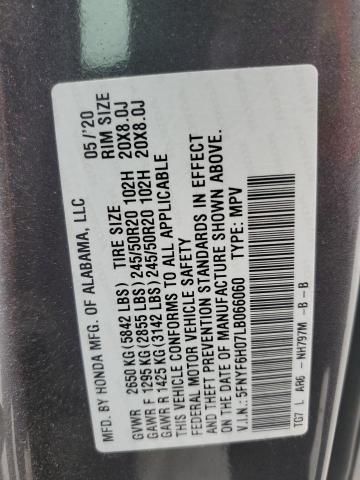 MFD. BY HONDA MFG. OF ALABAMA, LLC 05/'20
TIRE SIZE RIM SIZE
GVWR 2650 KG (5842 LBS)
GAWR F 1295 KG (2855 LBS) 245/50R20 102H 20X8.0J
GAWR R 1425 KG (3142 LBS) 245/50R20 102H 20X8.0J
THIS VEHICLE CONFORMS TO ALL APPLICABLE
FEDERAL MOTOR VEHICLE SAFETY
PREVENTION STANDARDS IN EFFECT
ON THE DATE OF MANUFACTURE SHOWN ABOVE.
V.I.N: 5FNYF6H07LB066060 TYPE: MPV
TG7 L AR6 -NH797M -B -B